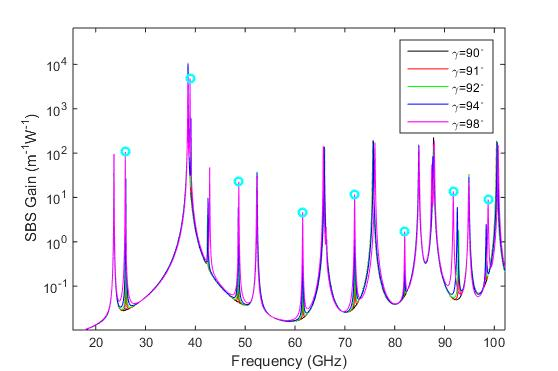 10⁴
10³
10²
10¹
10⁰
10⁻¹
SBS Gain (m⁻¹W⁻¹)
γ=90°
γ=91°
γ=92°
γ=94°
γ=98°
20 30 40 50 60 70 80 90 100
Frequency (GHz)